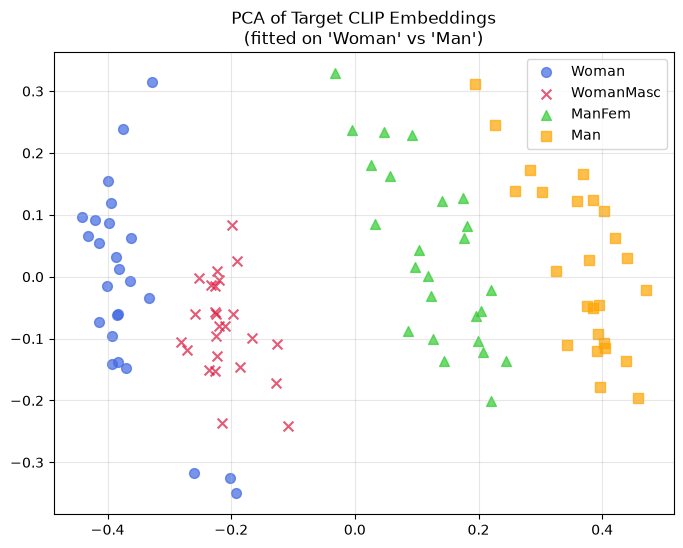 PCA of Target CLIP Embeddings
(fitted on 'Woman' vs 'Man')
Woman
WomanMasc
ManFem
Man
0.3
0.2
0.1
0.0
−0.1
−0.2
−0.3
−0.4
−0.2
0.0
0.2
0.4